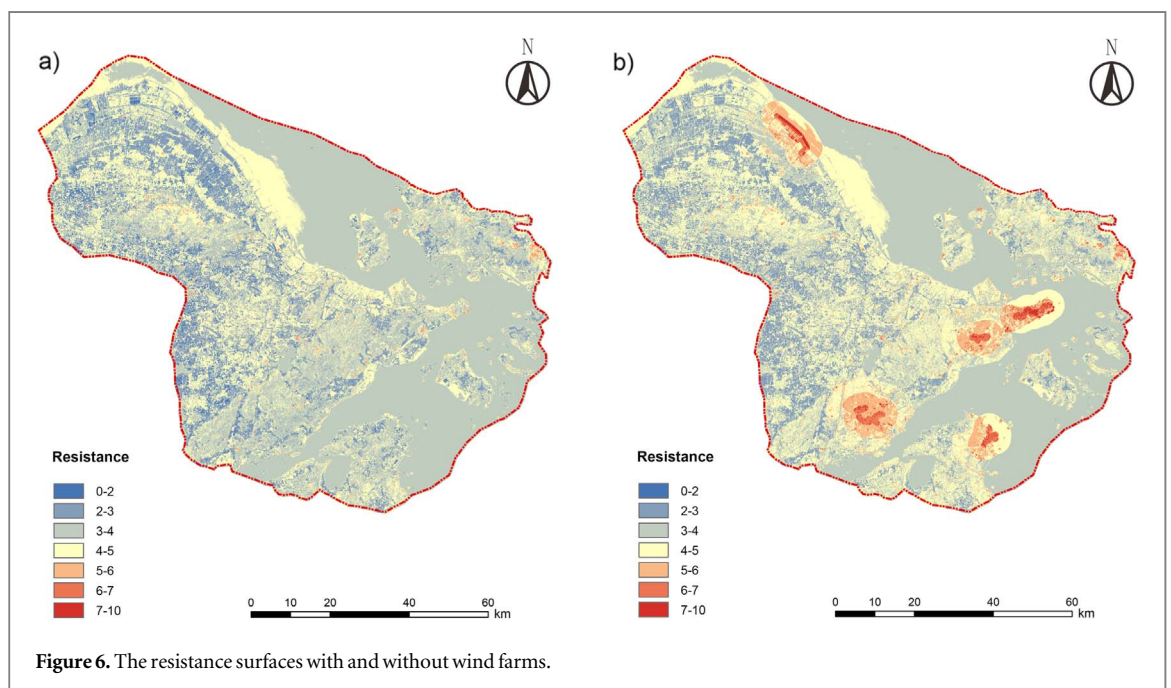 a)
N
Resistance
0-2
2-3
3-4
4-5
5-6
6-7
7-10
0 10 20 40 60
km
b)
N
Resistance
0-2
2-3
3-4
4-5
5-6
6-7
7-10
0 10 20 40 60
km
Figure 6. The resistance surfaces with and without wind farms.